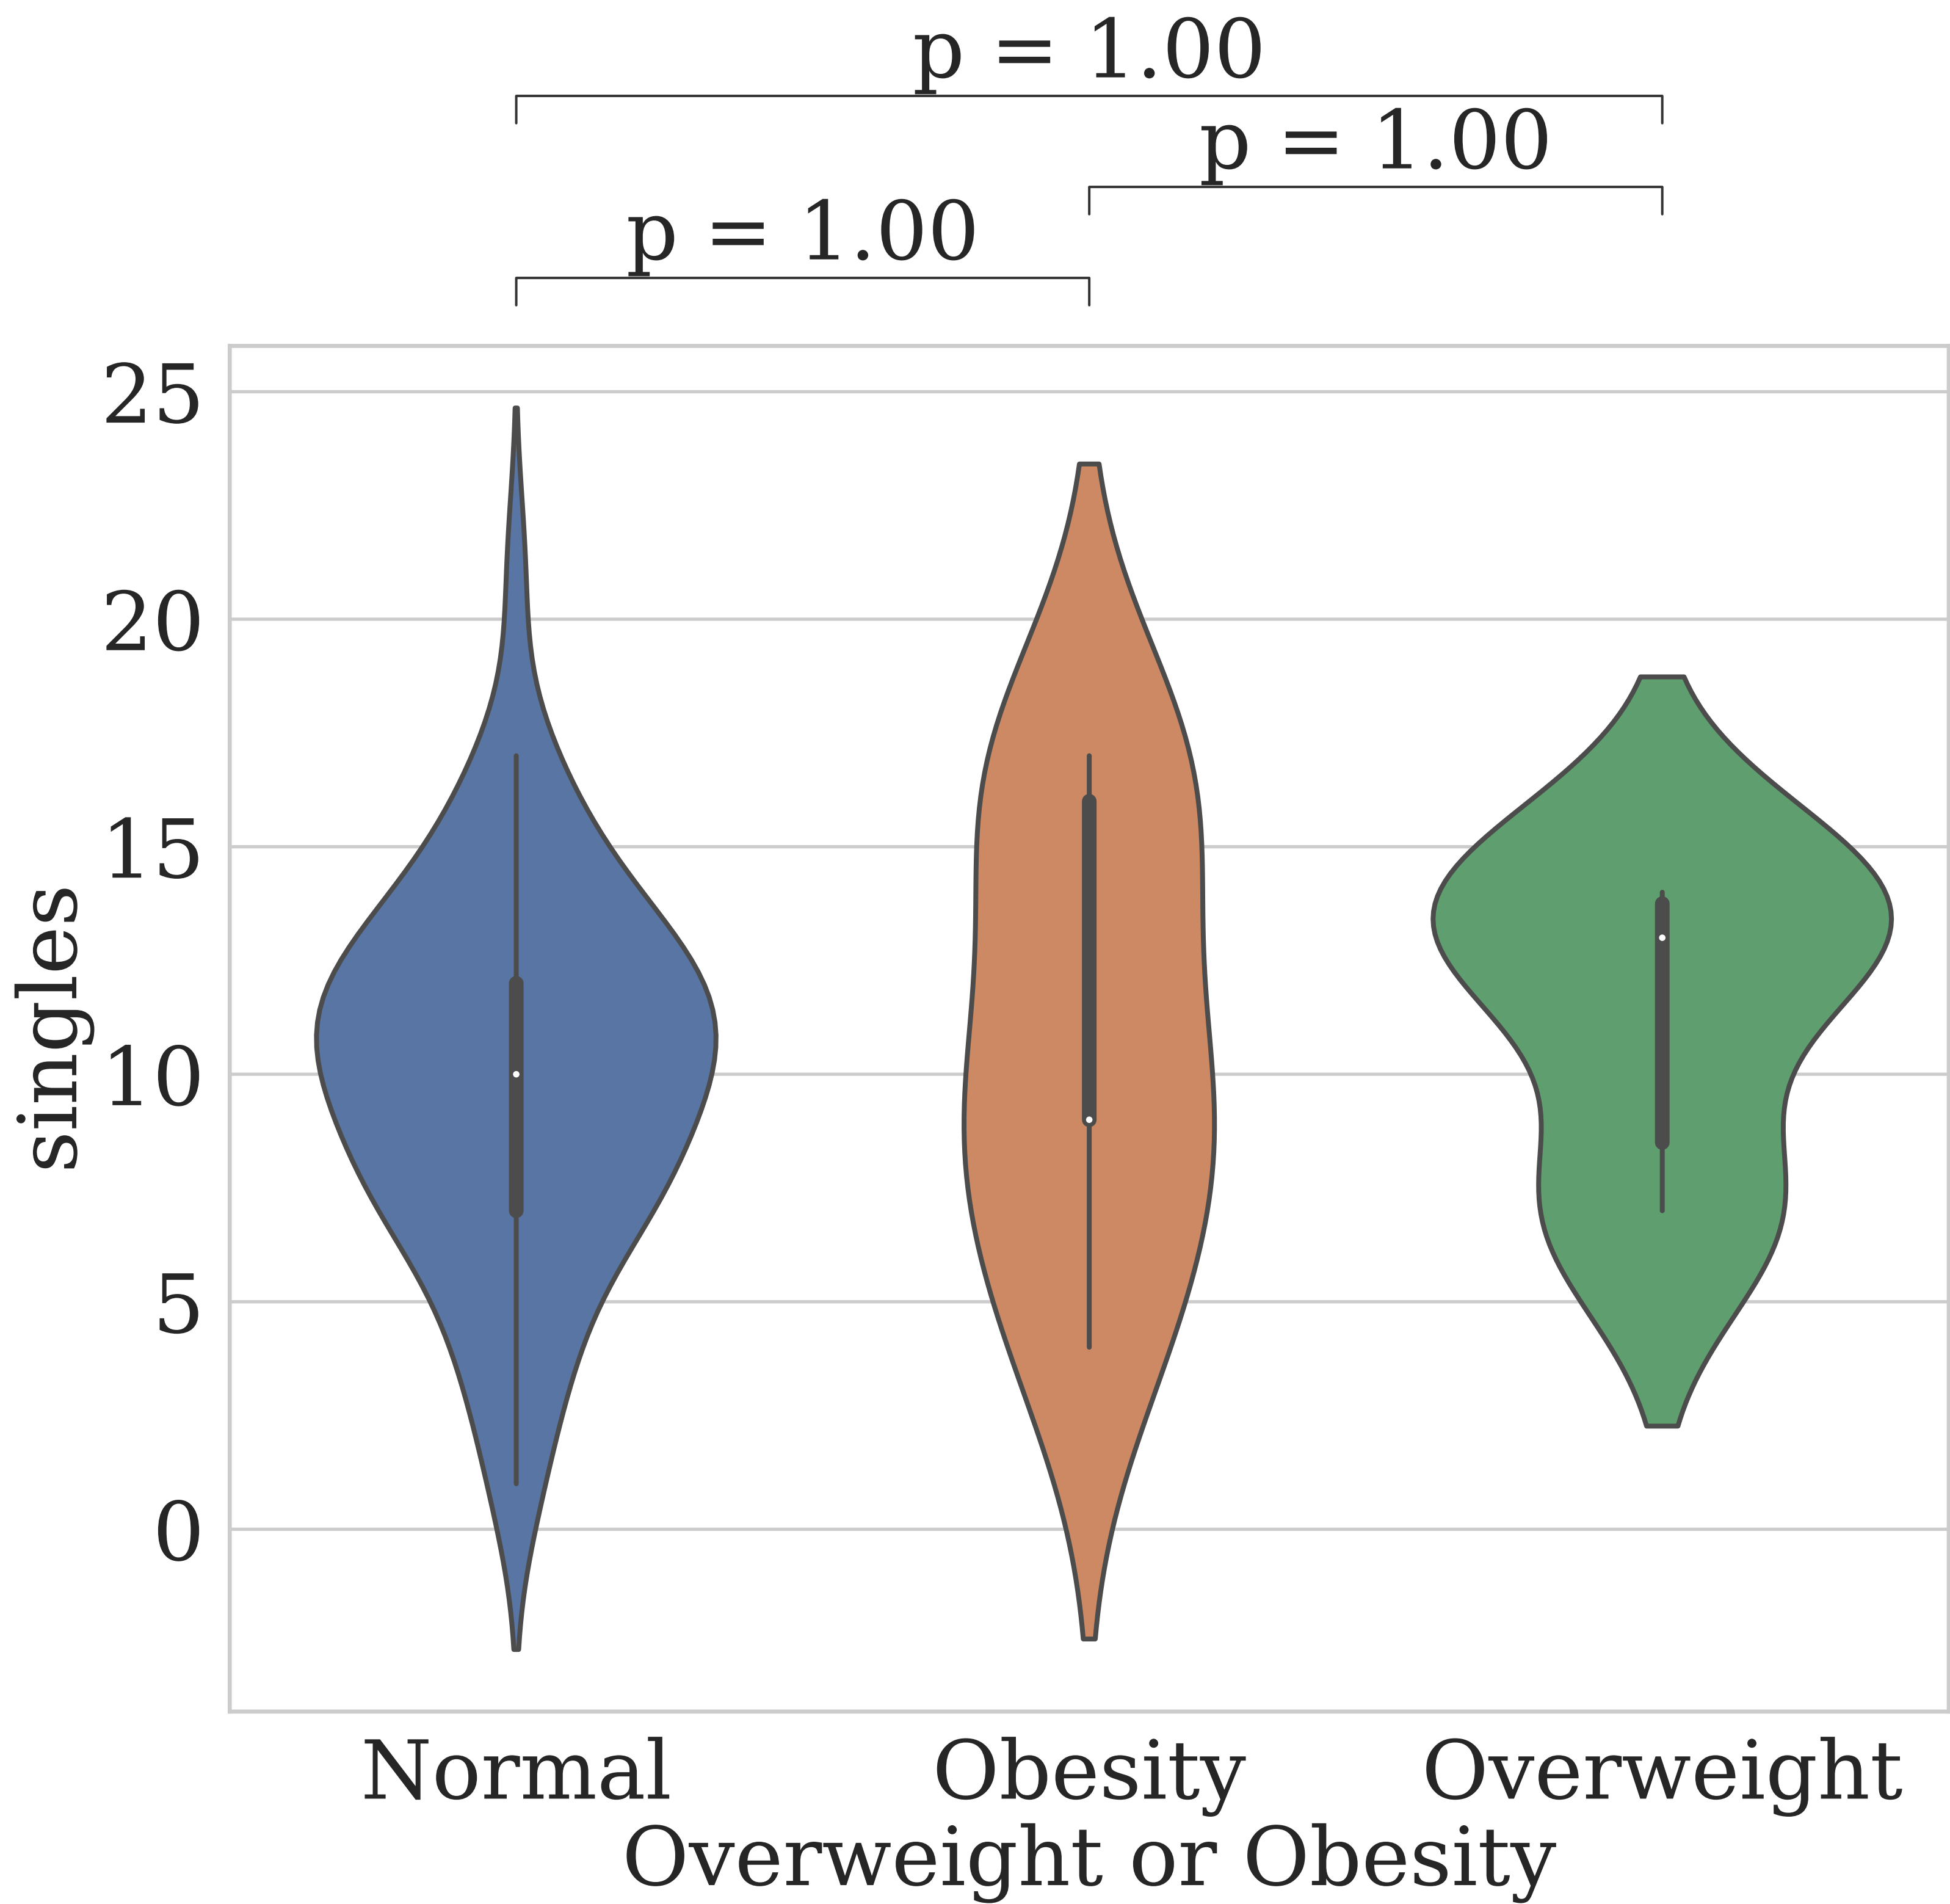 p = 1.00
p = 1.00
p = 1.00
25
20
15
10
5
0
singles
Normal
Obesity
Overweight
Overweight or Obesity